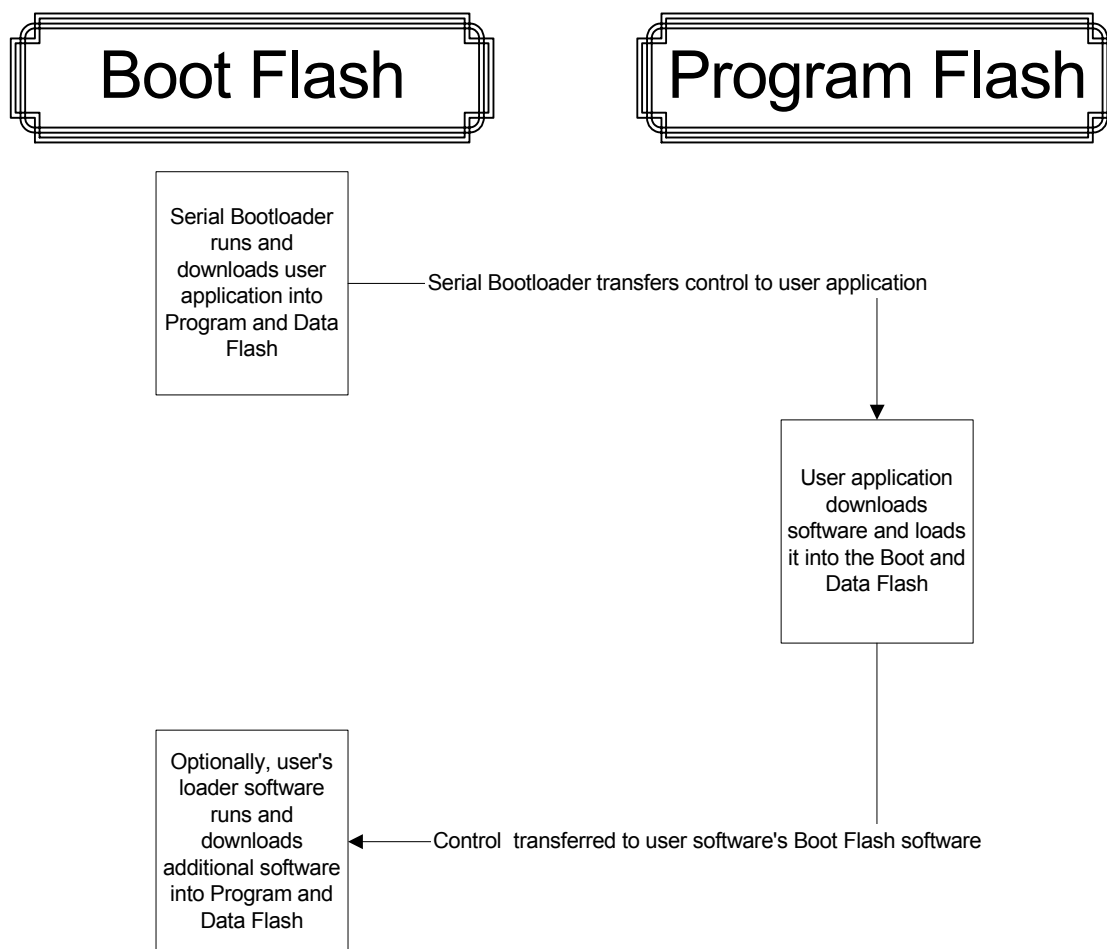 Boot Flash
Program Flash
Serial Bootloader
runs and
downloads user
application into
Program and Data
Flash
Serial Bootloader transfers control to user application
User application
downloads
software and loads
it into the Boot and
Data Flash
Optionally, user's
loader software
runs and
downloads
additional software
into Program and
Data Flash
Control  transferred to user software's Boot Flash software